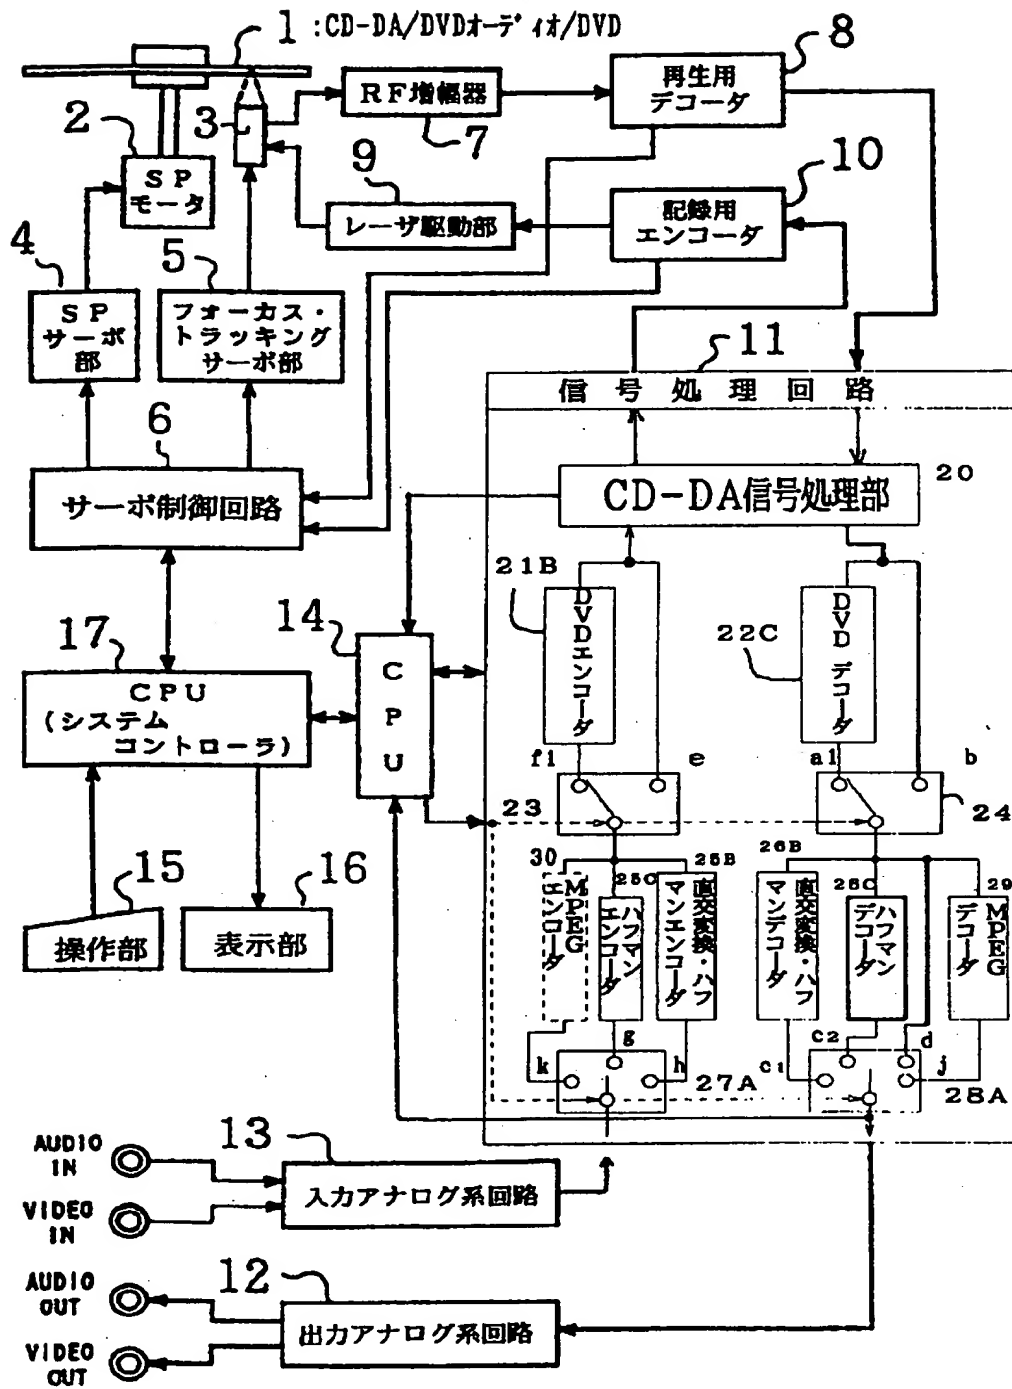 1 : CD-DA/DVDオーディオ/DVD
2
SP
モータ
3
RF増幅器
7
8
再生用
デコーダ
9
レーザ駆動部
10
記録用
エンコーダ
4
SP
サーボ
部
5
フォーカス・
トラッキング
サーボ部
6
サーボ制御回路
11
信号処理回路
CD-DA信号処理部
20
21B
DVDエンコーダ
22C
DVDデコーダ
14
CPU
17
CPU
(システム
コントローラ)
15
操作部
16
表示部
f1
e
a1
b
23
24
30
MPEG
エンコーダ
25C
ハフマン
エンコーダ
25B
直交変換・ハフ
マンエンコーダ
26B
直交変換・ハフ
マンデコーダ
26C
ハフマン
デコーダ
29
MPEG
デコーダ
k
g
h
27A
c1
c2
d
j
28A
AUDIO
IN
VIDEO
IN
13
入力アナログ系回路
AUDIO
OUT
VIDEO
OUT
12
出力アナログ系回路